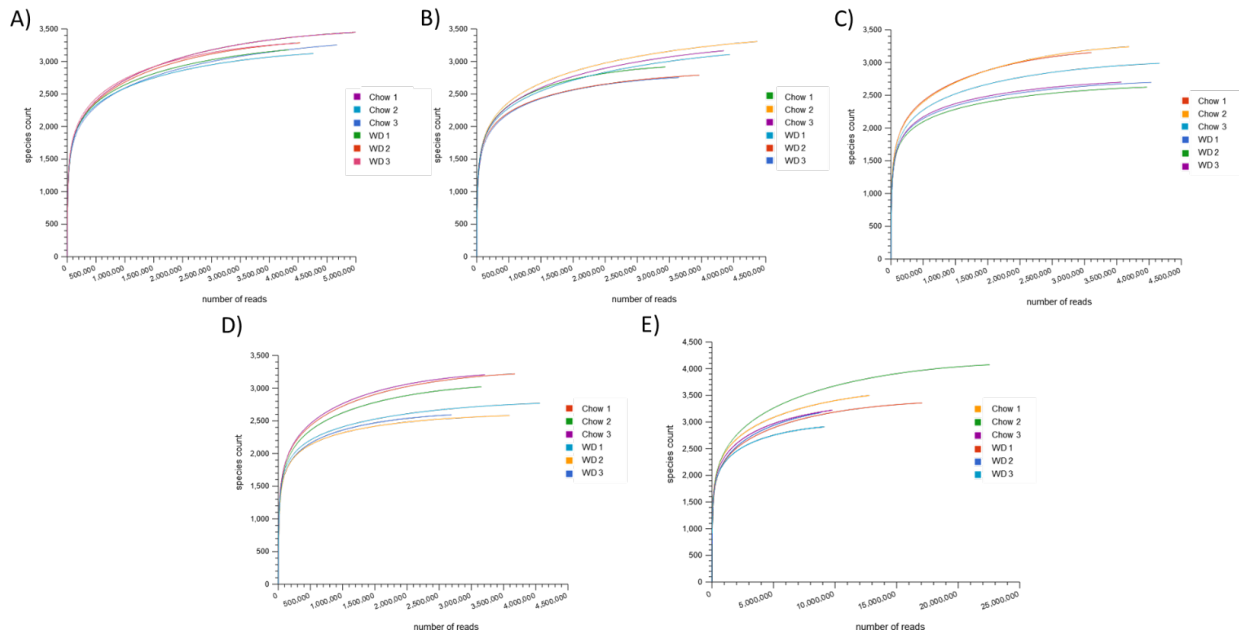 A)
3,500
3,000
2,500
2,000
1,500
1,000
500
0
species count
0
500,000
1,000,000
1,500,000
2,000,000
2,500,000
3,000,000
3,500,000
4,000,000
4,500,000
5,000,000
number of reads
Chow 1
Chow 2
Chow 3
WD 1
WD 2
WD 3
B)
3,500
3,000
2,500
2,000
1,500
1,000
500
0
species count
0
500,000
1,000,000
1,500,000
2,000,000
2,500,000
3,000,000
3,500,000
4,000,000
4,500,000
number of reads
Chow 1
Chow 2
Chow 3
WD 1
WD 2
WD 3
C)
3,500
3,000
2,500
2,000
1,500
1,000
500
0
species count
0
500,000
1,000,000
1,500,000
2,000,000
2,500,000
3,000,000
3,500,000
4,000,000
4,500,000
number of reads
Chow 1
Chow 2
Chow 3
WD 1
WD 2
WD 3
D)
3,500
3,000
2,500
2,000
1,500
1,000
500
0
species count
0
500,000
1,000,000
1,500,000
2,000,000
2,500,000
3,000,000
3,500,000
4,000,000
4,500,000
number of reads
Chow 1
Chow 2
Chow 3
WD 1
WD 2
WD 3
E)
4,500
4,000
3,500
3,000
2,500
2,000
1,500
1,000
500
0
species count
0
5,000,000
10,000,000
15,000,000
20,000,000
25,000,000
number of reads
Chow 1
Chow 2
Chow 3
WD 1
WD 2
WD 3